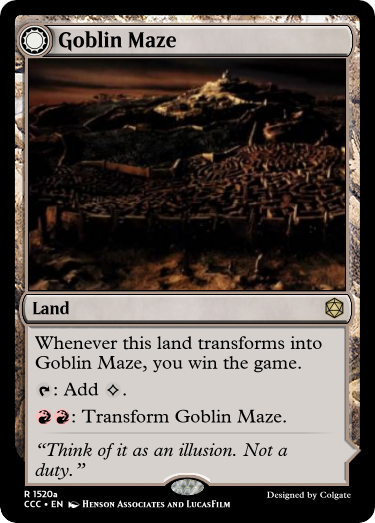 Goblin Maze
Land
Whenever this land transforms into
Goblin Maze, you win the game.
: Add .
: Transform Goblin Maze.
“Think of it as an illusion. Not a
duty.”
R 1520a
Designed by Colgate
CCC • EN Henson Associates and LucasFilm